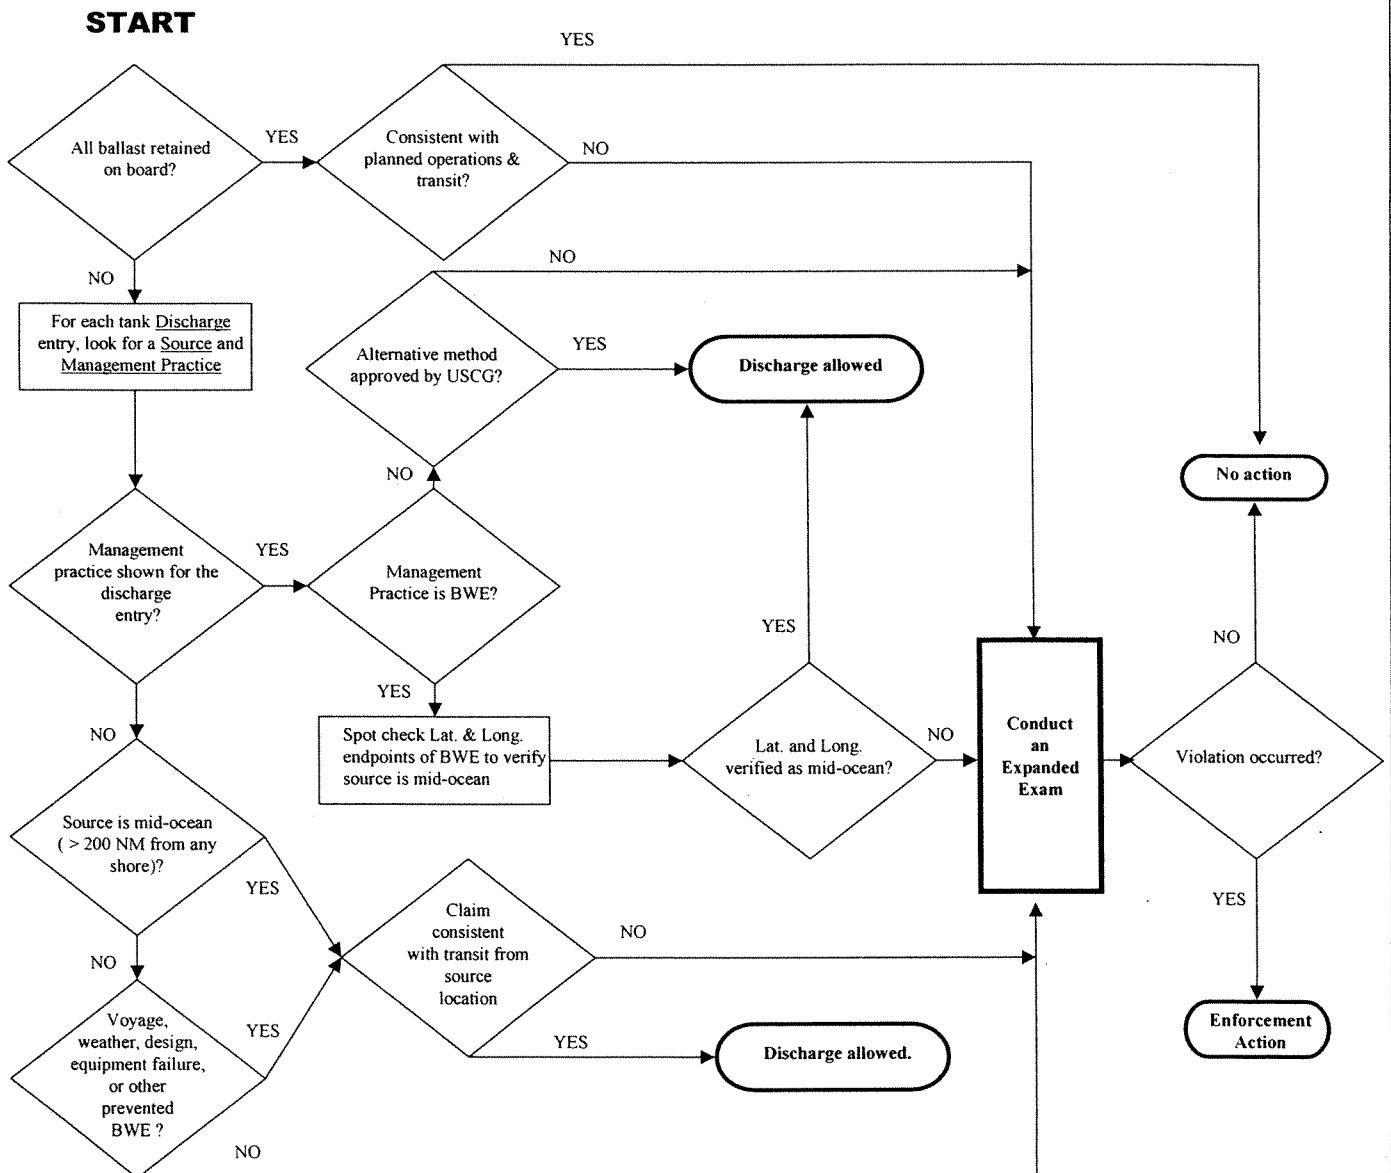 START
YES
All ballast retained
on board?
YES
Consistent with
planned operations &
transit?
NO
NO
NO
For each tank Discharge
entry, look for a Source and
Management Practice
Alternative method
approved by USCG?
YES
Discharge allowed
NO
No action
Management
practice shown for the
discharge
entry?
YES
Management
Practice is BWE?
YES
NO
YES
NO
Spot check Lat. & Long.
endpoints of BWE to verify
source is mid-ocean
Lat. and Long.
verified as mid-ocean?
NO
Conduct
an
Expanded
Exam
Violation occurred?
Source is mid-ocean
( > 200 NM from any
shore)?
YES
YES
Claim
consistent
with transit from
source
location
NO
NO
Voyage,
weather, design,
equipment failure,
or other
prevented
BWE ?
YES
YES
Discharge allowed.
Enforcement
Action
NO